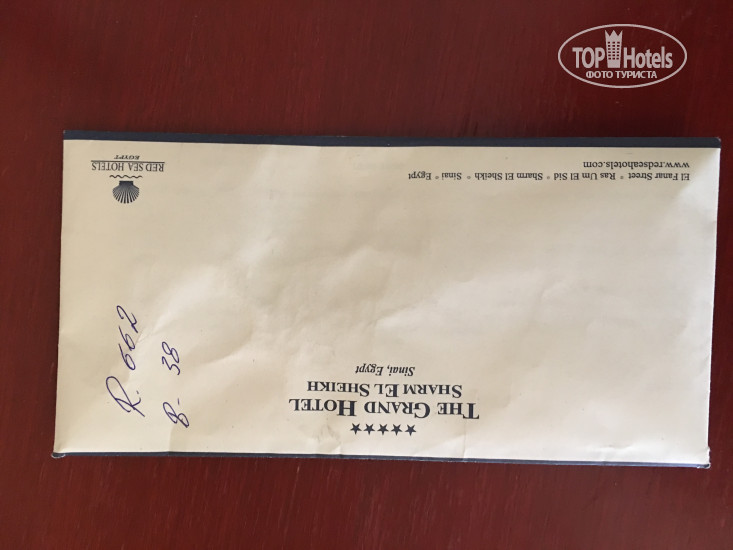 TOP Hotels
ФОТО ТУРИСТА
★★★★★
THE GRAND HOTEL
SHARM EL SHEIKH
Sinai, Egypt
R. 662
B- 38
El Fanar Street * Ras Um El Sid * Sharm El Sheikh * Sinai * Egypt
www.redseahotels.com
RED SEA HOTELS
EGYPT